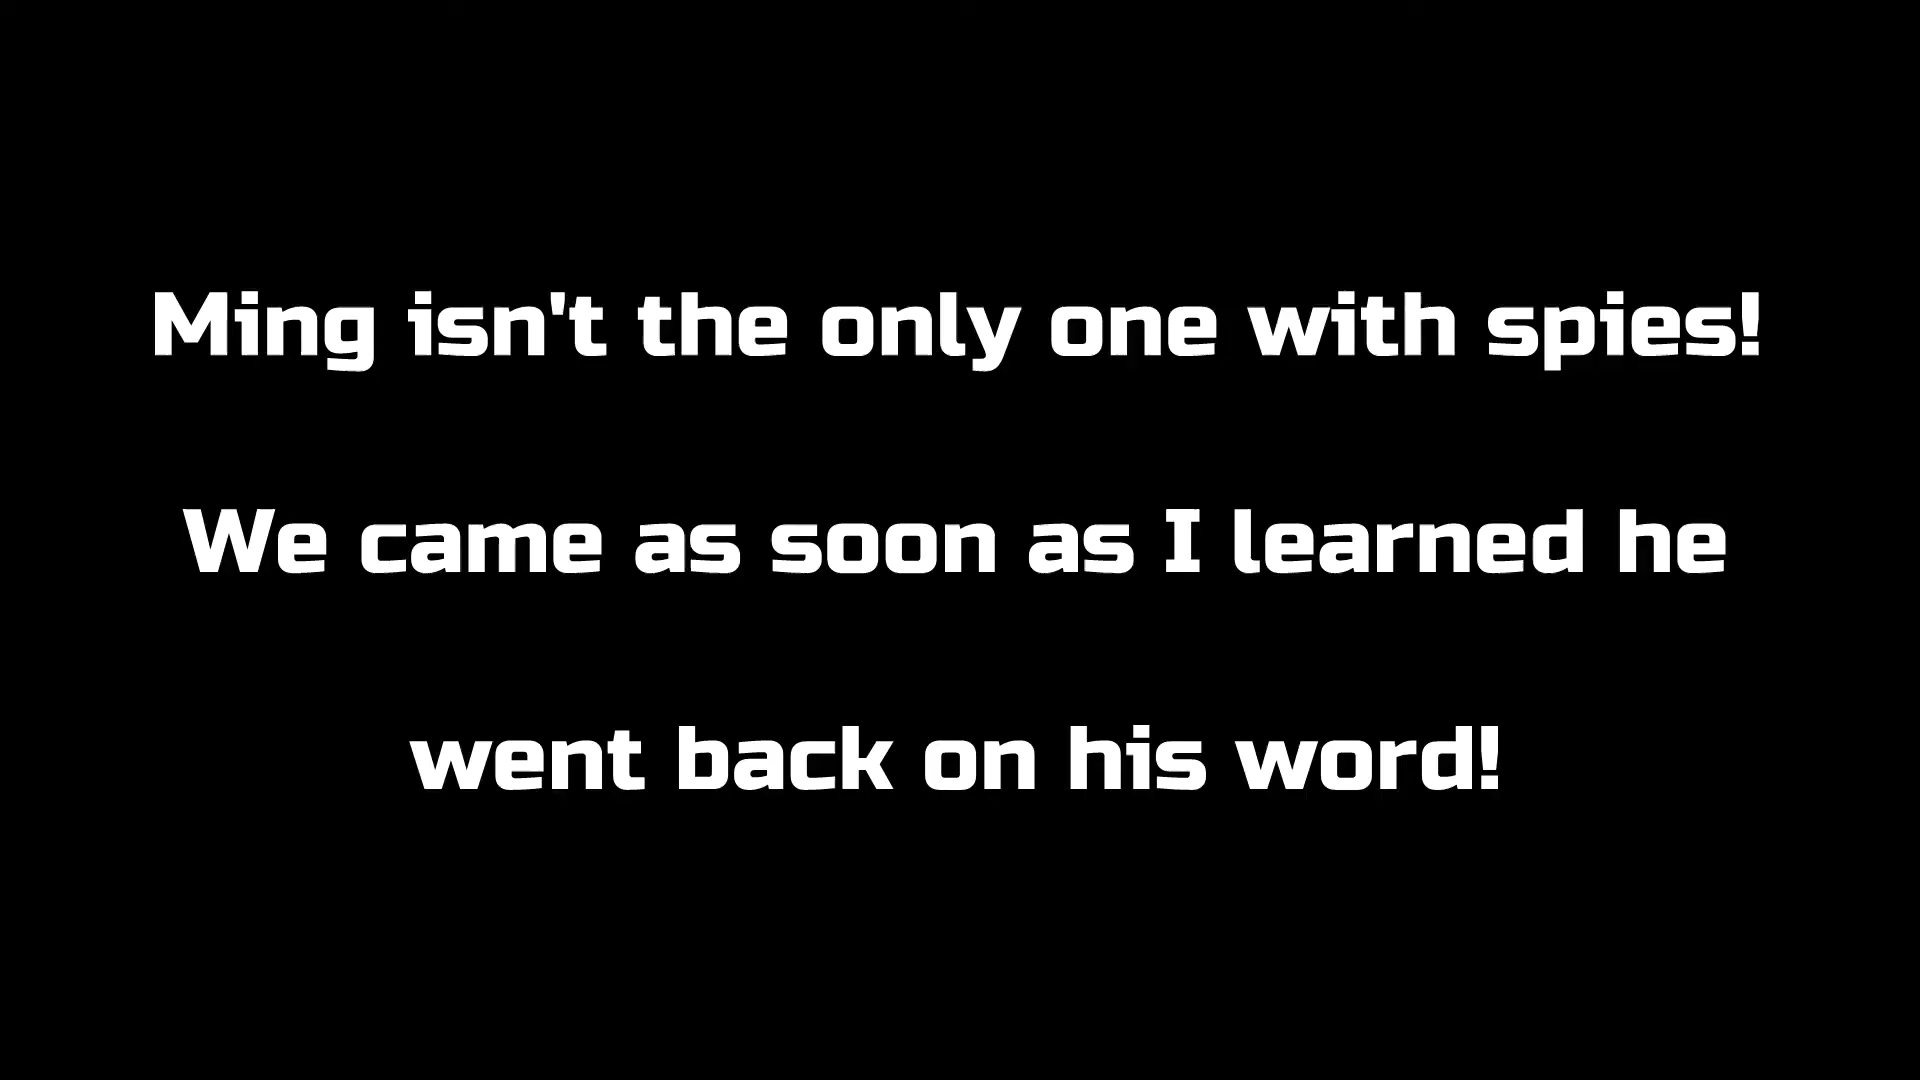 Ming isn't the only one with spies!
We came as soon as I learned he
went back on his word!